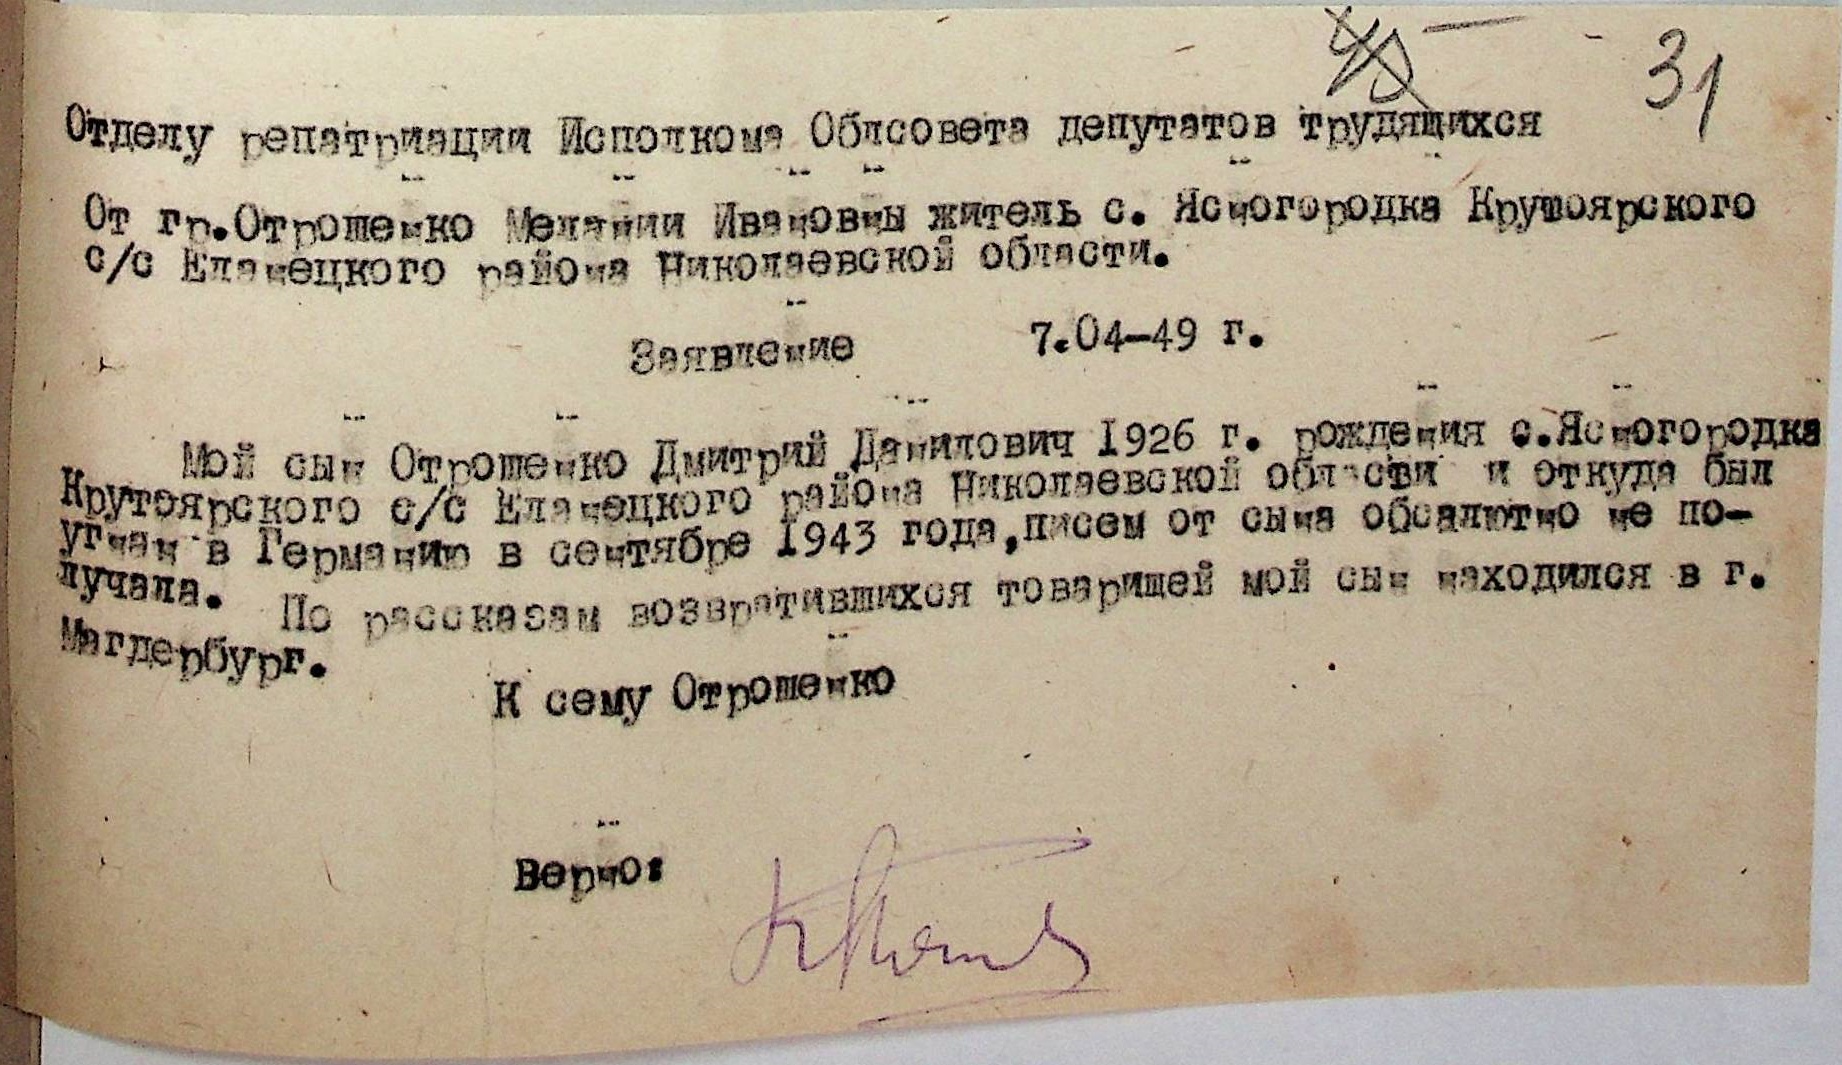 31
Отделу репатриации Исполкома Облсовета депутатов трудящихся
От гр.Отрошенко Мелании Ивановны житель с. Ясногородка Крутоярского
с/с Еланецкого района Николаевской области.
Заявление 7.04-49 г.
Мой сын Отрошенко Дмитрий Данилович 1926 г. рождения с.Ясногородка
Крутоярского с/с Еланецкого района Николаевской области и откуда был
угнан в Германию в сентябре 1943 года,писем от сына обсалютно не по-
лучала. По рассказам возвратившихся товарищей мой сын находился в г.
Магдербург.
К сему Отрошенко
Верно: